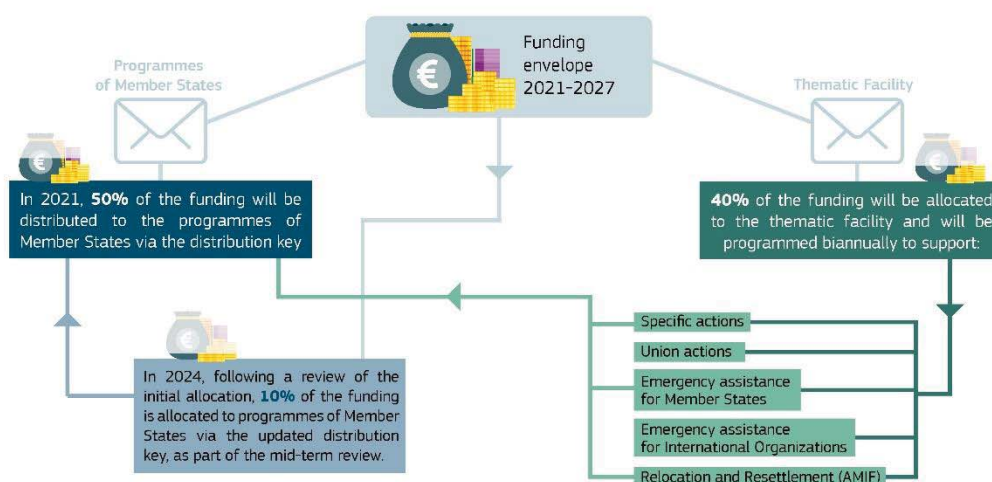 Funding
envelope
2021-2027
Programmes
of Member States
Thematic Facility
In 2021, 50% of the funding will be
distributed to the programmes of
Member States via the distribution key
40% of the funding will be allocated
to the thematic facility and will be
programmed biannually to support:
Specific actions
Union actions
Emergency assistance
for Member States
Emergency assistance
for International Organizations
Relocation and Resettlement (AMIF)
In 2024, following a review of the
initial allocation, 10% of the funding
is allocated to programmes of Member
States via the updated distribution
key, as part of the mid-term review.